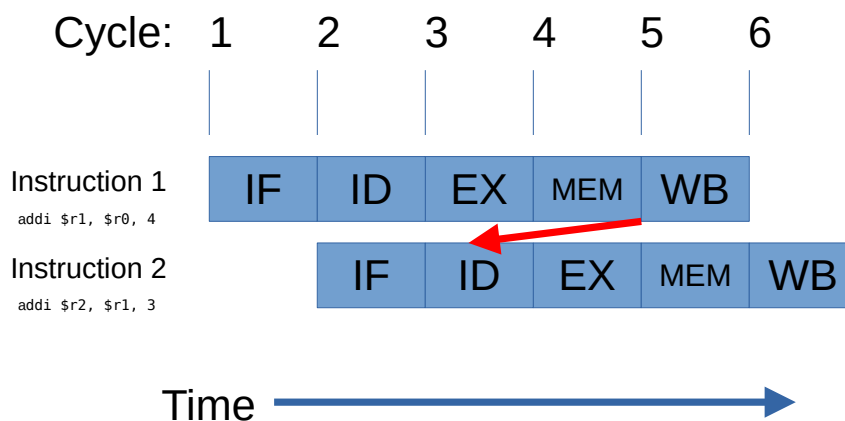 Cycle: 1 2 3 4 5 6
Instruction 1
addi $r1, $r0, 4
IF ID EX MEM WB
Instruction 2
addi $r2, $r1, 3
IF ID EX MEM WB
Time